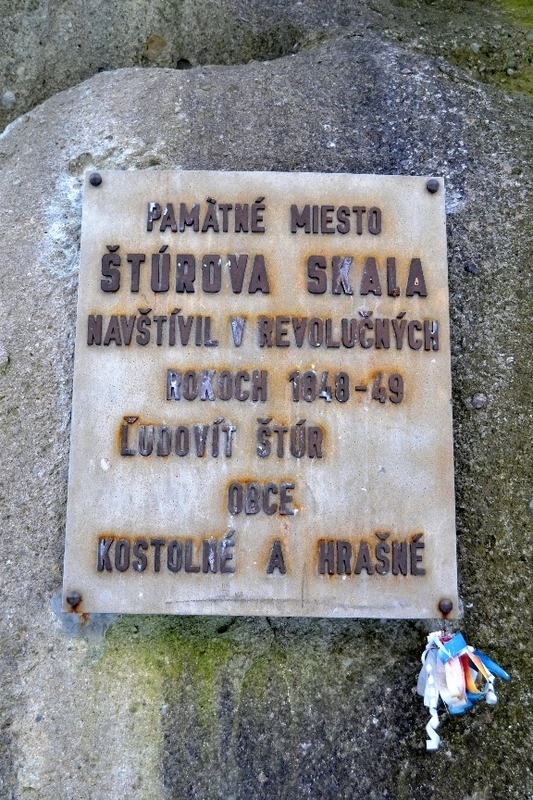 PAMÄTNÉ MIESTO
ŠTÚROVA SKALA
NAVŠTÍVIL V REVOLUČNÝCH
ROKOCH 1848-49
ĽUDOVÍT ŠTÚR
OBCE
KOSTOLNÉ A HRAŠNÉ